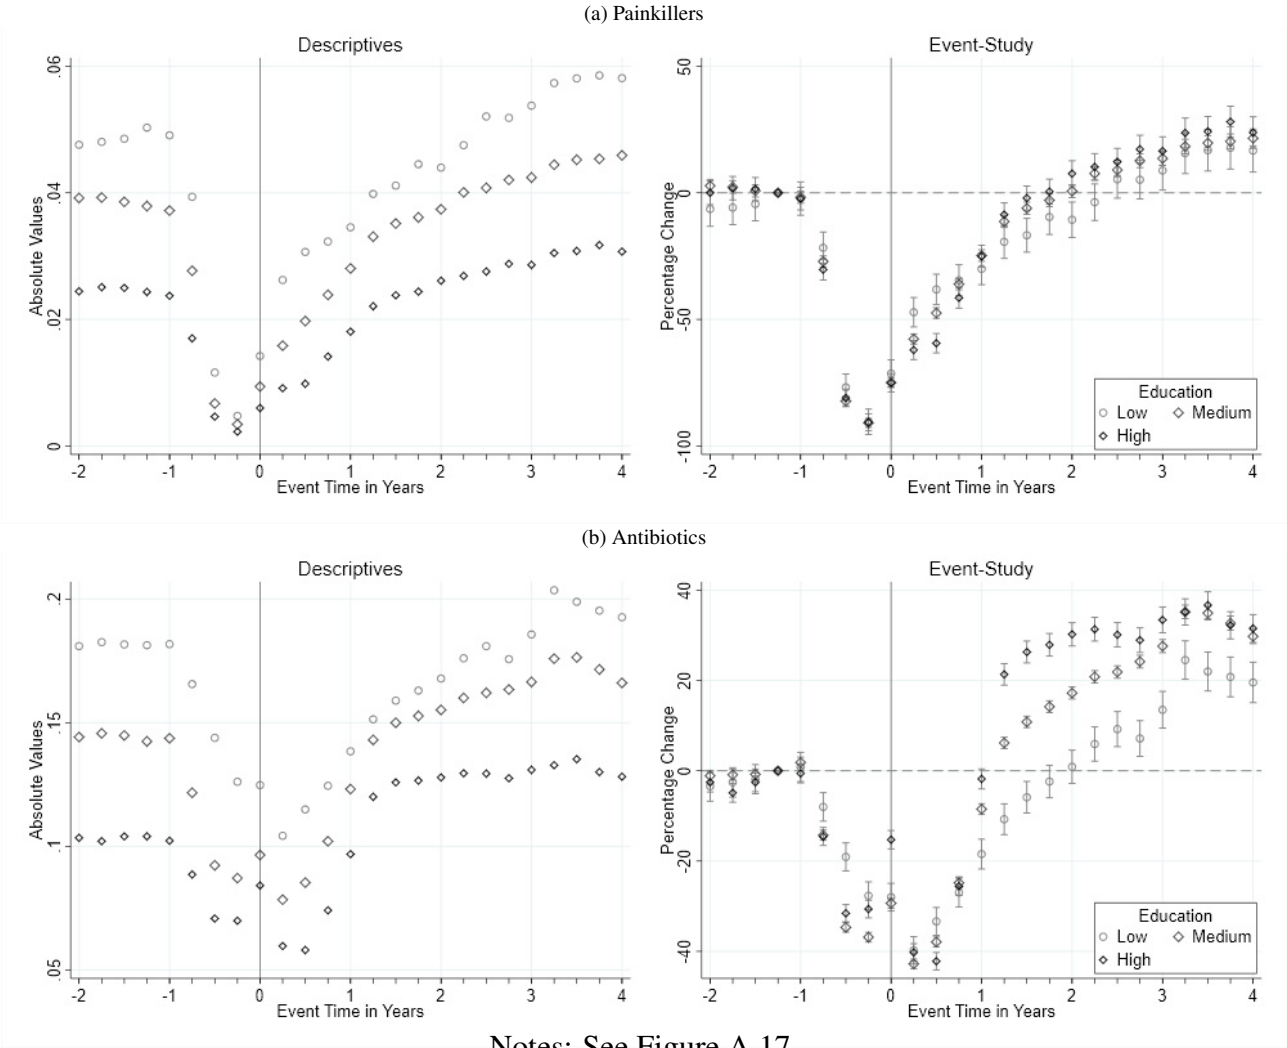 (a) Painkillers
Descriptives
Absolute Values
.06
.04
.02
0
-2 -1 0 1 2 3 4
Event Time in Years
Event-Study
Percentage Change
50
0
-50
-100
-2 -1 0 1 2 3 4
Event Time in Years
Education
Low Medium
High
(b) Antibiotics
Descriptives
Absolute Values
.2
.15
.1
.05
-2 -1 0 1 2 3 4
Event Time in Years
Event-Study
Percentage Change
40
20
0
-20
-40
-2 -1 0 1 2 3 4
Event Time in Years
Education
Low Medium
High
Notes: See Figure A.17